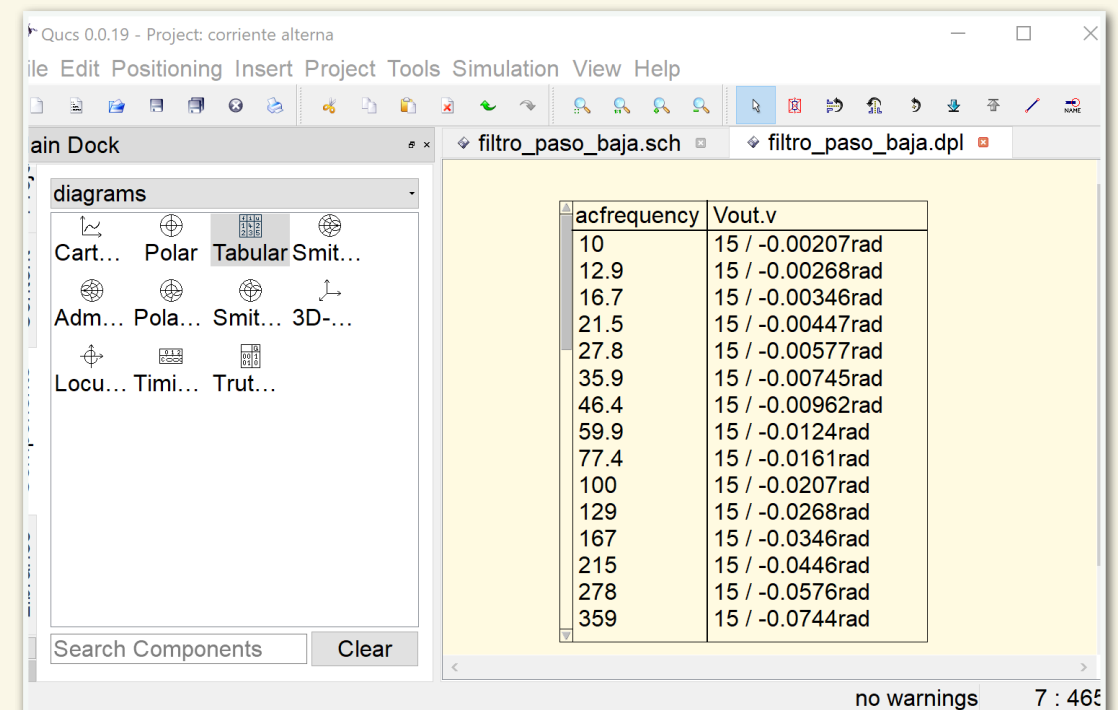 Qucs 0.0.19 - Project: corriente alterna
ile Edit Positioning Insert Project Tools Simulation View Help
NAME
ain Dock
filtro_paso_baja.sch
filtro_paso_baja.dpl
diagrams
Cart... Polar Tabular Smit...
Adm... Pola... Smit... 3D-...
Locu... Timi... Trut...
Search Components
Clear
acfrequency Vout.v
10 15 / -0.00207rad
12.9 15 / -0.00268rad
16.7 15 / -0.00346rad
21.5 15 / -0.00447rad
27.8 15 / -0.00577rad
35.9 15 / -0.00745rad
46.4 15 / -0.00962rad
59.9 15 / -0.0124rad
77.4 15 / -0.0161rad
100 15 / -0.0207rad
129 15 / -0.0268rad
167 15 / -0.0346rad
215 15 / -0.0446rad
278 15 / -0.0576rad
359 15 / -0.0744rad
no warnings 7 : 465